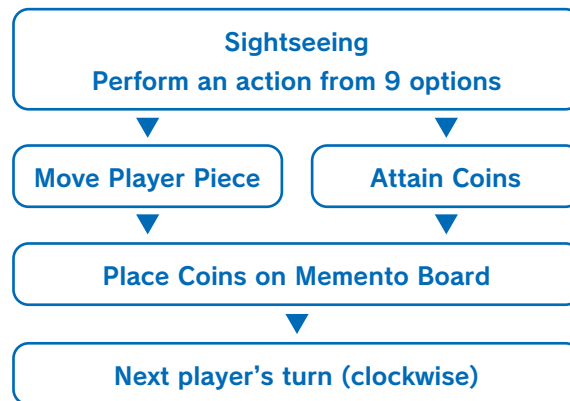 Sightseeing
Perform an action from 9 options
Move Player Piece
Attain Coins
Place Coins on Memento Board
Next player's turn (clockwise)